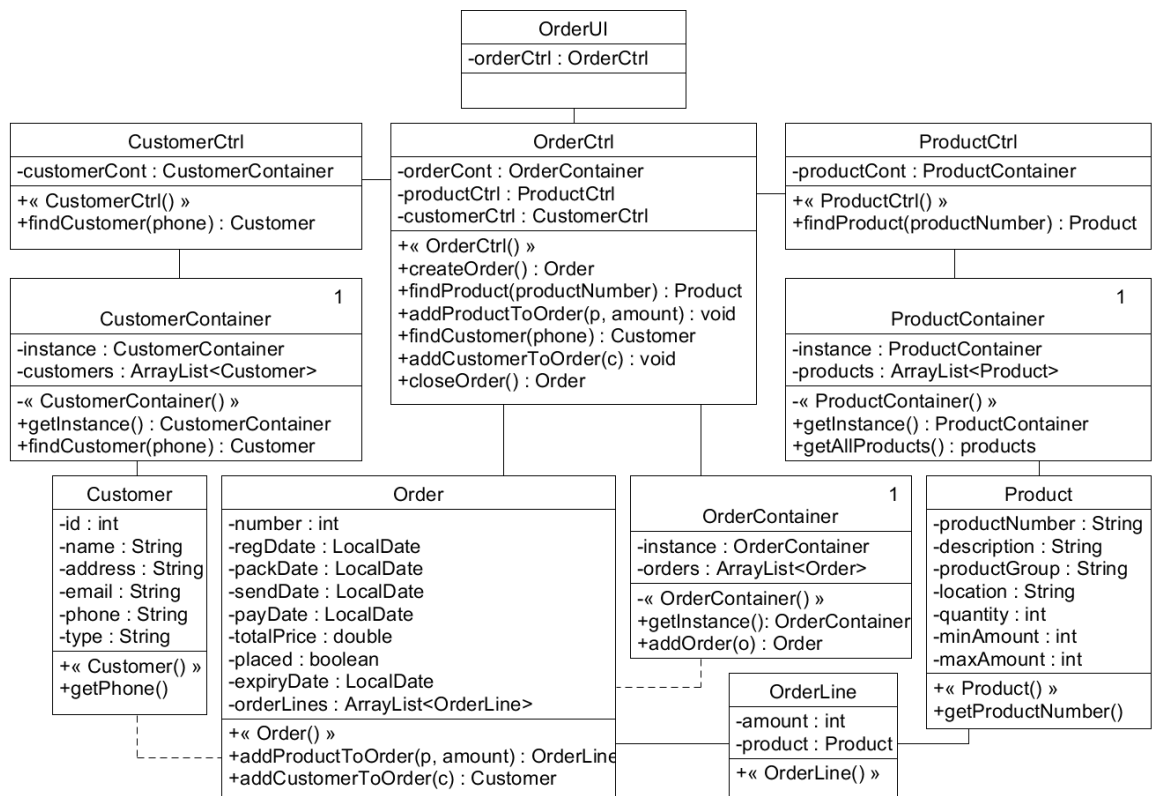 OrderUI
-orderCtrl : OrderCtrl
CustomerCtrl
-customerCont : CustomerContainer
+« CustomerCtrl() »
+findCustomer(phone) : Customer
OrderCtrl
-orderCont : OrderContainer
-productCtrl : ProductCtrl
-customerCtrl : CustomerCtrl
+« OrderCtrl() »
+createOrder() : Order
+findProduct(productNumber) : Product
+addProductToOrder(p, amount) : void
+findCustomer(phone) : Customer
+addCustomerToOrder(c) : void
+closeOrder() : Order
ProductCtrl
-productCont : ProductContainer
+« ProductCtrl() »
+findProduct(productNumber) : Product
1
CustomerContainer
-instance : CustomerContainer
-customers : ArrayList<Customer>
-« CustomerContainer() »
+getInstance() : CustomerContainer
+findCustomer(phone) : Customer
1
ProductContainer
-instance : ProductContainer
-products : ArrayList<Product>
-« ProductContainer() »
+getInstance() : ProductContainer
+getAllProducts() : products
Customer
-id : int
-name : String
-address : String
-email : String
-phone : String
-type : String
+« Customer() »
+getPhone()
Order
-number : int
-regDdate : LocalDate
-packDate : LocalDate
-sendDate : LocalDate
-payDate : LocalDate
-totalPrice : double
-placed : boolean
-expiryDate : LocalDate
-orderLines : ArrayList<OrderLine>
+« Order() »
+addProductToOrder(p, amount) : OrderLine
+addCustomerToOrder(c) : Customer
1
OrderContainer
-instance : OrderContainer
-orders : ArrayList<Order>
-« OrderContainer() »
+getInstance(): OrderContainer
+addOrder(o) : Order
OrderLine
-amount : int
-product : Product
+« OrderLine() »
Product
-productNumber : String
-description : String
-productGroup : String
-location : String
-quantity : int
-minAmount : int
-maxAmount : int
+« Product() »
+getProductNumber()